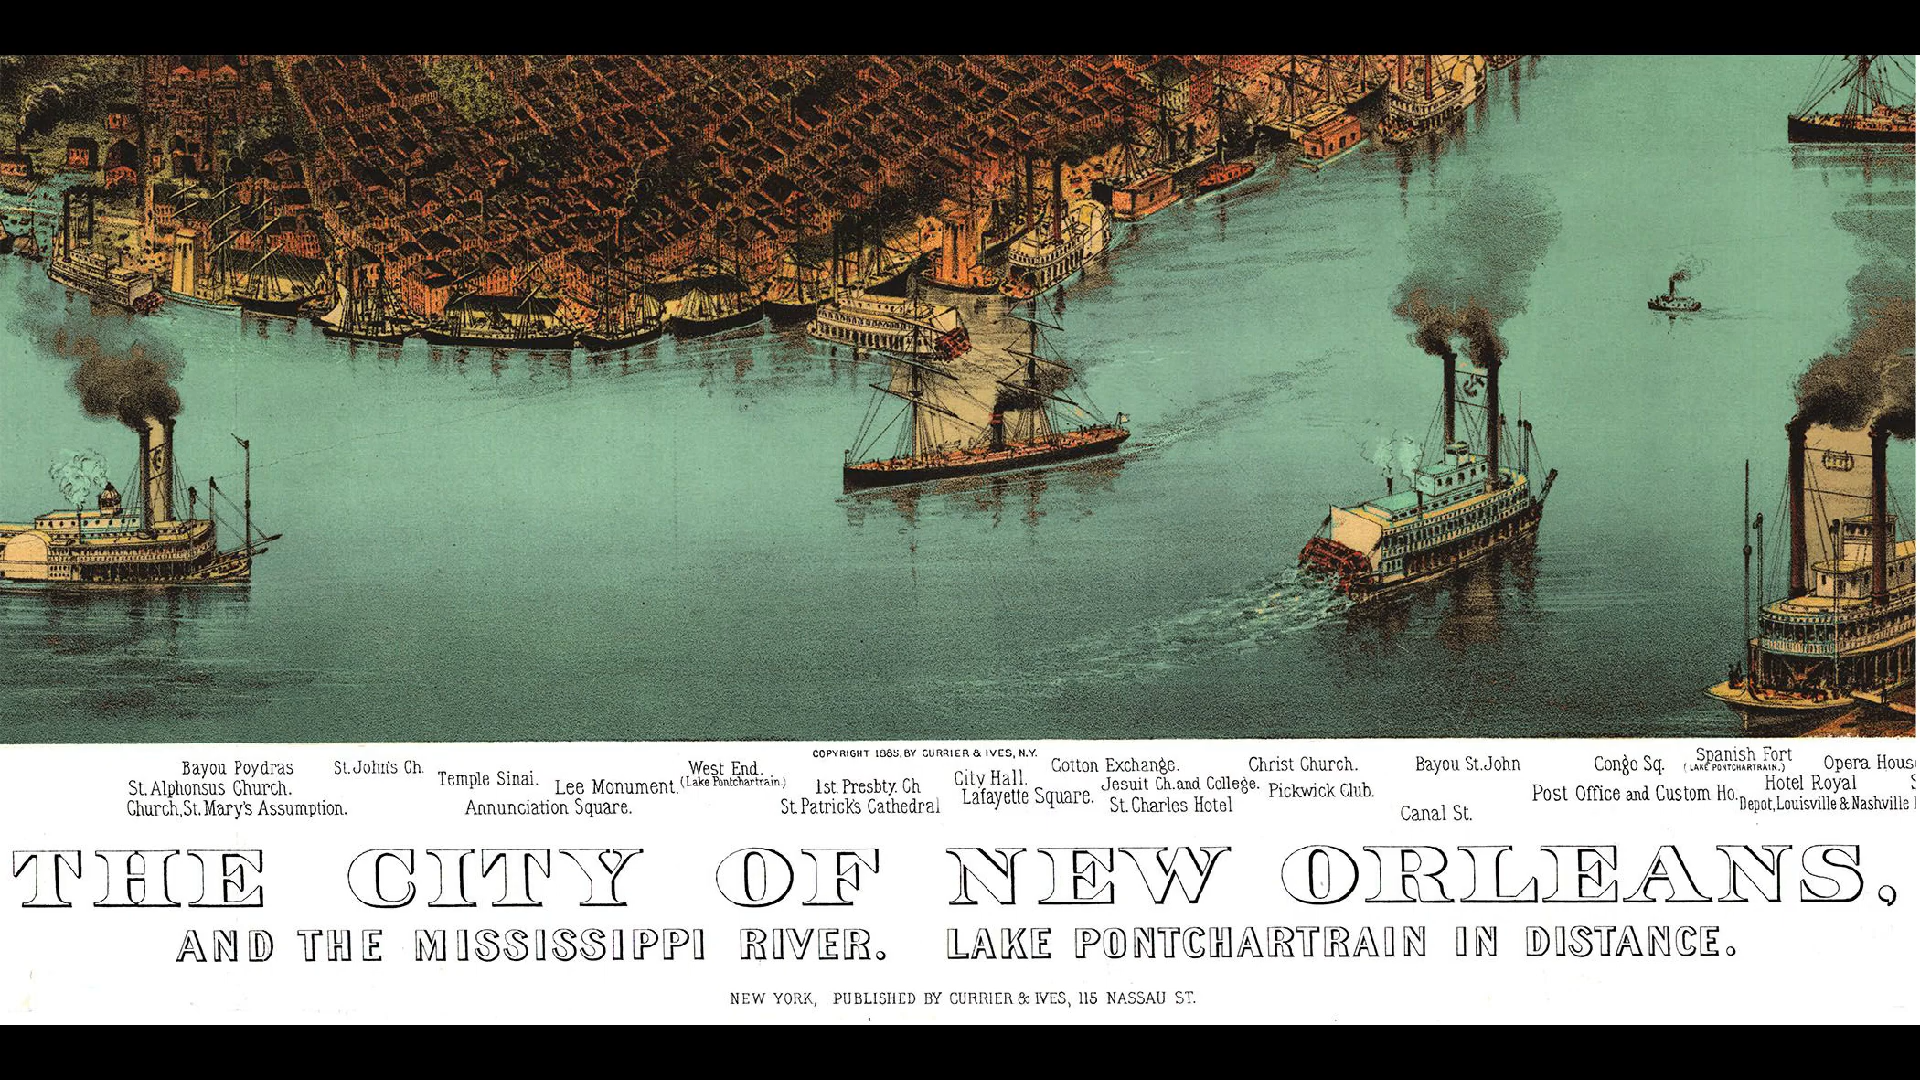 COPYRIGHT 1885, BY CURRIER & IVES, N.Y.
Bayou Poydras
St. Alphonsus Church.
Church, St. Mary's Assumption.
St. John's Ch.
Temple Sinai.
Annunciation Square.
Lee Monument.
West End.
(Lake Pontchartrain.)
1st. Presbty. Ch
St Patrick's Cathedral
City Hall.
Lafayette Square.
Cotton Exchange.
Jesuit Ch. and College.
St. Charles Hotel
Christ Church.
Pickwick Club.
Bayou St. John
Canal St.
Congo Sq.
Post Office and Custom Ho.
Spanish Fort
(LAKE PONTCHARTRAIN.)
Hotel Royal
Depot, Louisville & Nashville
Opera House
THE CITY OF NEW ORLEANS,
AND THE MISSISSIPPI RIVER. LAKE PONTCHARTRAIN IN DISTANCE.
NEW YORK, PUBLISHED BY CURRIER & IVES, 115 NASSAU ST.